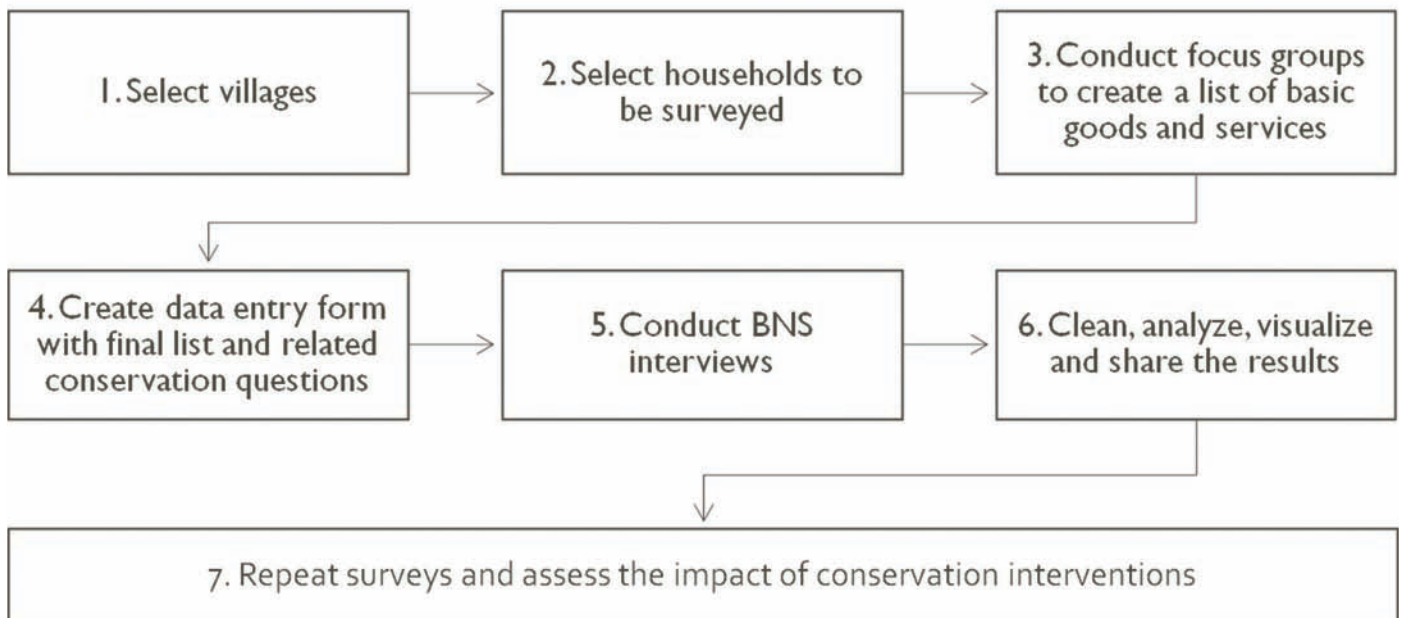 1. Select villages
2. Select households to
be surveyed
3. Conduct focus groups
to create a list of basic
goods and services
4. Create data entry form
with final list and related
conservation questions
5. Conduct BNS
interviews
6. Clean, analyze, visualize
and share the results
7. Repeat surveys and assess the impact of conservation interventions